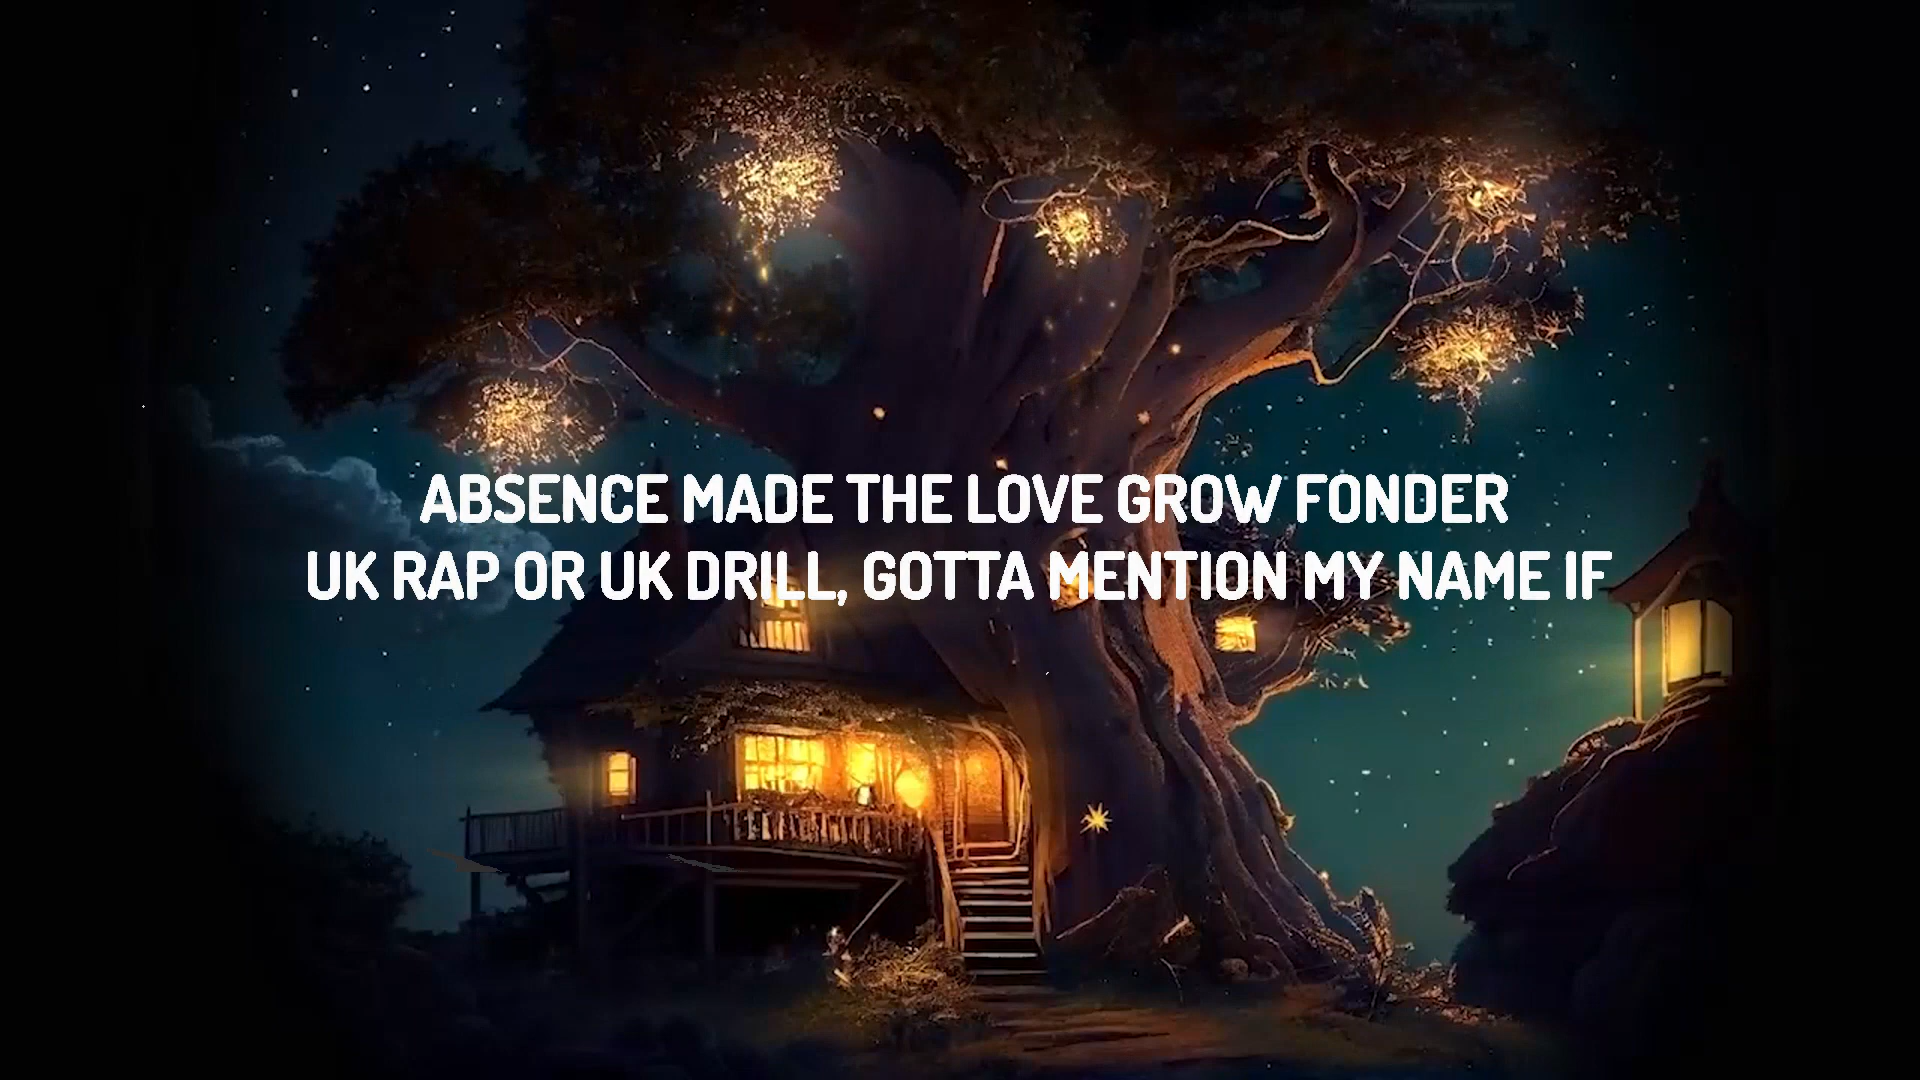 ABSENCE MADE THE LOVE GROW FONDER
UK RAP OR UK DRILL, GOTTA MENTION MY NAME IF